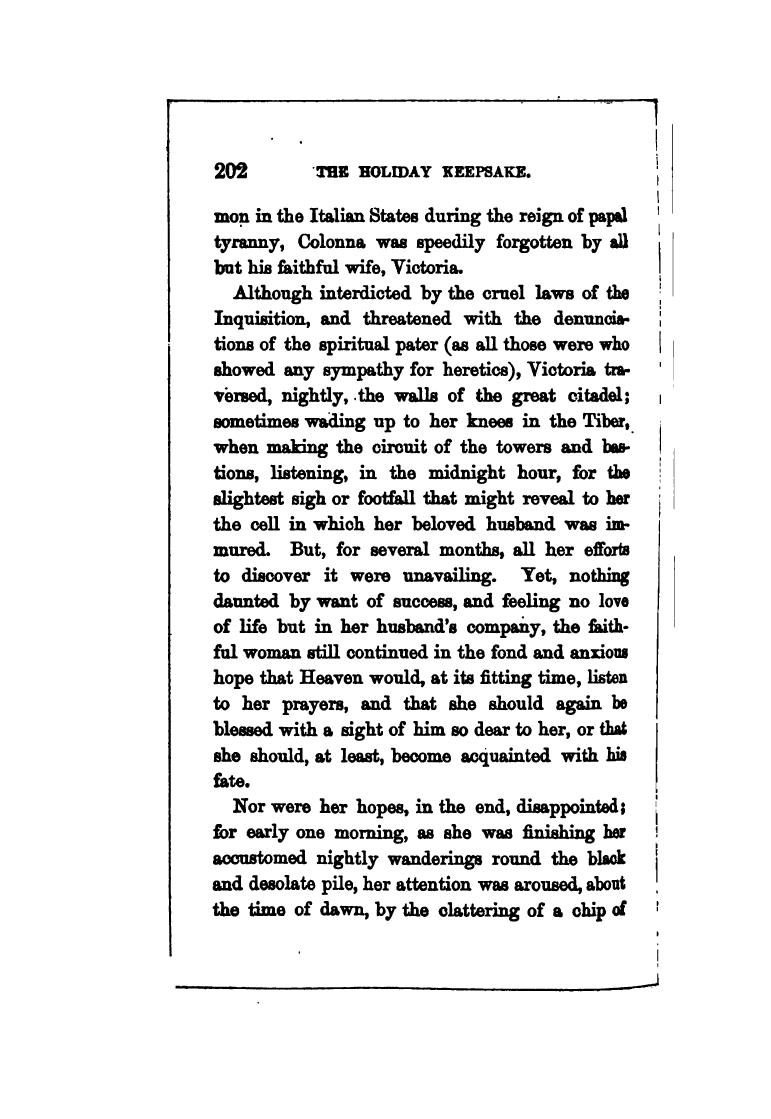 202 THE HOLIDAY KEEPSAKE.
mon in the Italian States during the reign of papal
tyranny, Colonna was speedily forgotten by all
but his faithful wife, Victoria.
Although interdicted by the cruel laws of the
Inquisition, and threatened with the denuncia-
tions of the spiritual pater (as all those were who
showed any sympathy for heretics), Victoria tra-
versed, nightly, the walls of the great citadel;
sometimes wading up to her knees in the Tiber,
when making the circuit of the towers and bas-
tions, listening, in the midnight hour, for the
slightest sigh or footfall that might reveal to her
the cell in which her beloved husband was im-
mured. But, for several months, all her efforts
to discover it were unavailing. Yet, nothing
daunted by want of success, and feeling no love
of life but in her husband's company, the faith-
ful woman still continued in the fond and anxious
hope that Heaven would, at its fitting time, listen
to her prayers, and that she should again be
blessed with a sight of him so dear to her, or that
she should, at least, become acquainted with his
fate.
Nor were her hopes, in the end, disappointed;
for early one morning, as she was finishing her
accustomed nightly wanderings round the black
and desolate pile, her attention was aroused, about
the time of dawn, by the clattering of a chip of